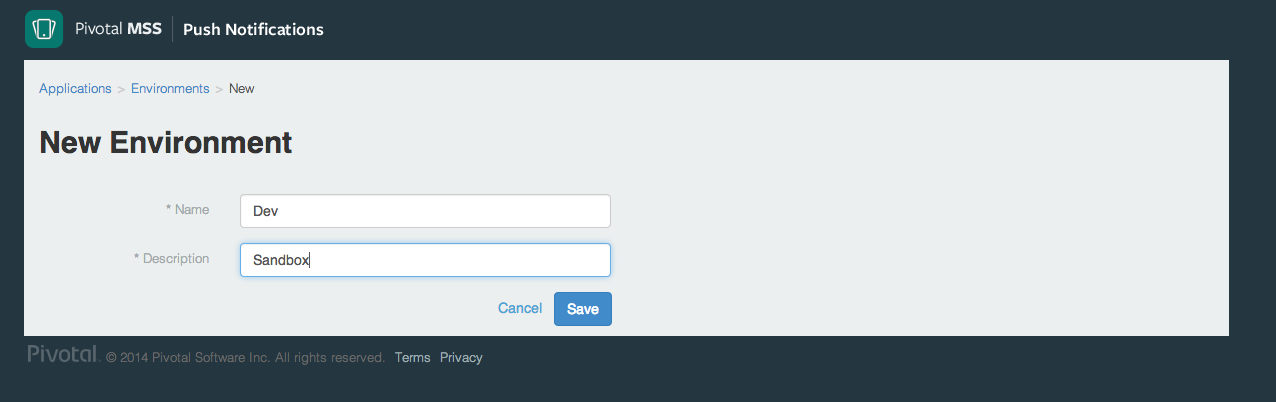 Pivotal MSS Push Notifications
Applications > Environments > New
New Environment
* Name Dev
* Description Sandbox
Cancel Save
Pivotal. © 2014 Pivotal Software Inc. All rights reserved. Terms Privacy